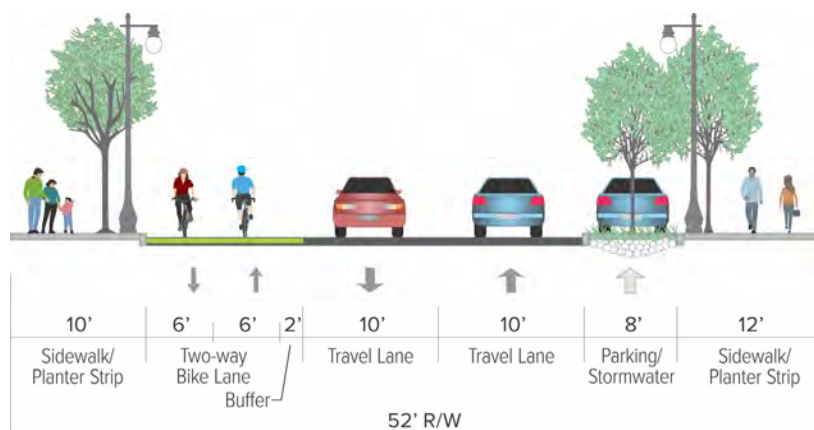 10’ 6’ 6’ 2’ 10’ 10’ 8’ 12’
Sidewalk/ Two-way Travel Lane Travel Lane Parking/ Sidewalk/
Planter Strip Bike Lane Stormwater Planter Strip
Buffer
52’ R/W